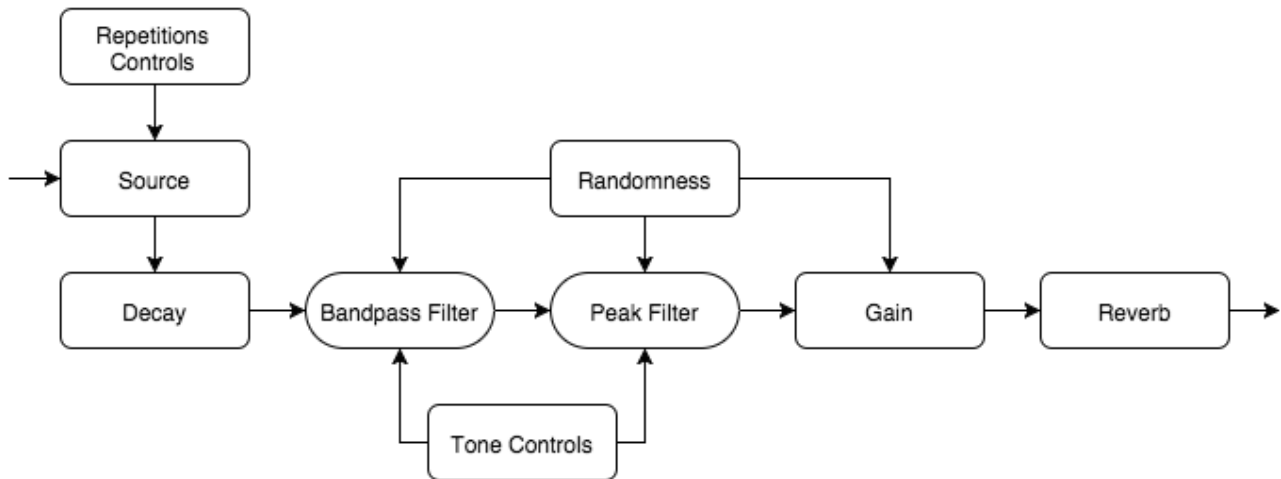 Repetitions
Controls
Source
Randomness
Decay
Bandpass Filter
Peak Filter
Gain
Reverb
Tone Controls